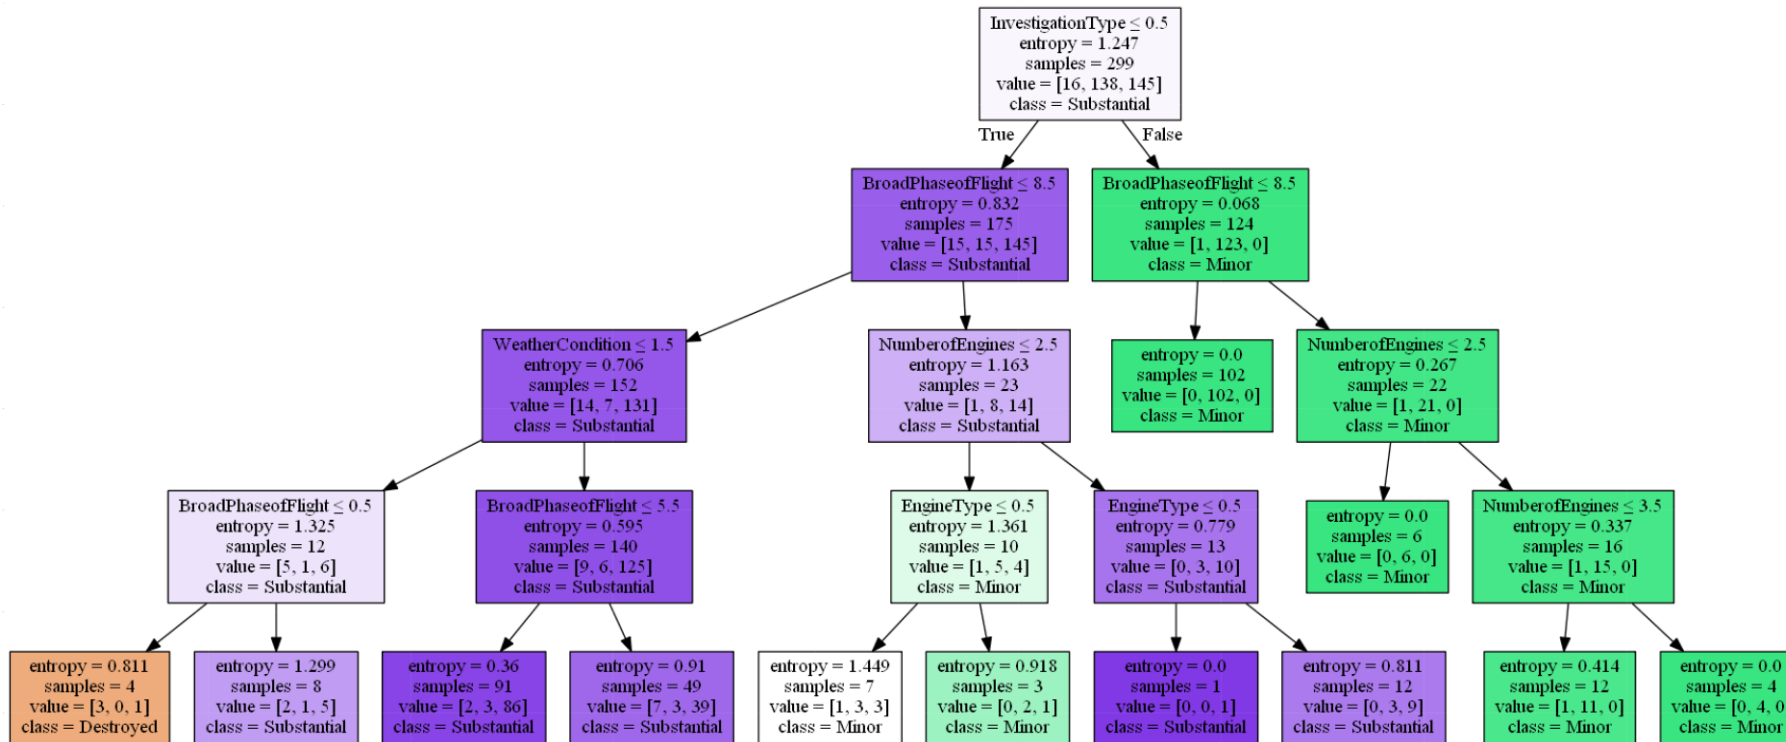 InvestigationType ≤ 0.5
entropy = 1.247
samples = 299
value = [16, 138, 145]
class = Substantial
True
False
BroadPhaseofFlight ≤ 8.5
entropy = 0.832
samples = 175
value = [15, 15, 145]
class = Substantial
BroadPhaseofFlight ≤ 8.5
entropy = 0.068
samples = 124
value = [1, 123, 0]
class = Minor
WeatherCondition ≤ 1.5
entropy = 0.706
samples = 152
value = [14, 7, 131]
class = Substantial
NumberofEngines ≤ 2.5
entropy = 1.163
samples = 23
value = [1, 8, 14]
class = Substantial
entropy = 0.0
samples = 102
value = [0, 102, 0]
class = Minor
NumberofEngines ≤ 2.5
entropy = 0.267
samples = 22
value = [1, 21, 0]
class = Minor
BroadPhaseofFlight ≤ 0.5
entropy = 1.325
samples = 12
value = [5, 1, 6]
class = Substantial
BroadPhaseofFlight ≤ 5.5
entropy = 0.595
samples = 140
value = [9, 6, 125]
class = Substantial
EngineType ≤ 0.5
entropy = 1.361
samples = 10
value = [1, 5, 4]
class = Minor
EngineType ≤ 0.5
entropy = 0.779
samples = 13
value = [0, 3, 10]
class = Substantial
entropy = 0.0
samples = 6
value = [0, 6, 0]
class = Minor
NumberofEngines ≤ 3.5
entropy = 0.337
samples = 16
value = [1, 15, 0]
class = Minor
entropy = 0.811
samples = 4
value = [3, 0, 1]
class = Destroyed
entropy = 1.299
samples = 8
value = [2, 1, 5]
class = Substantial
entropy = 0.36
samples = 91
value = [2, 3, 86]
class = Substantial
entropy = 0.91
samples = 49
value = [7, 3, 39]
class = Substantial
entropy = 1.449
samples = 7
value = [1, 3, 3]
class = Minor
entropy = 0.918
samples = 3
value = [0, 2, 1]
class = Minor
entropy = 0.0
samples = 1
value = [0, 0, 1]
class = Substantial
entropy = 0.811
samples = 12
value = [0, 3, 9]
class = Substantial
entropy = 0.414
samples = 12
value = [1, 11, 0]
class = Minor
entropy = 0.0
samples = 4
value = [0, 4, 0]
class = Minor